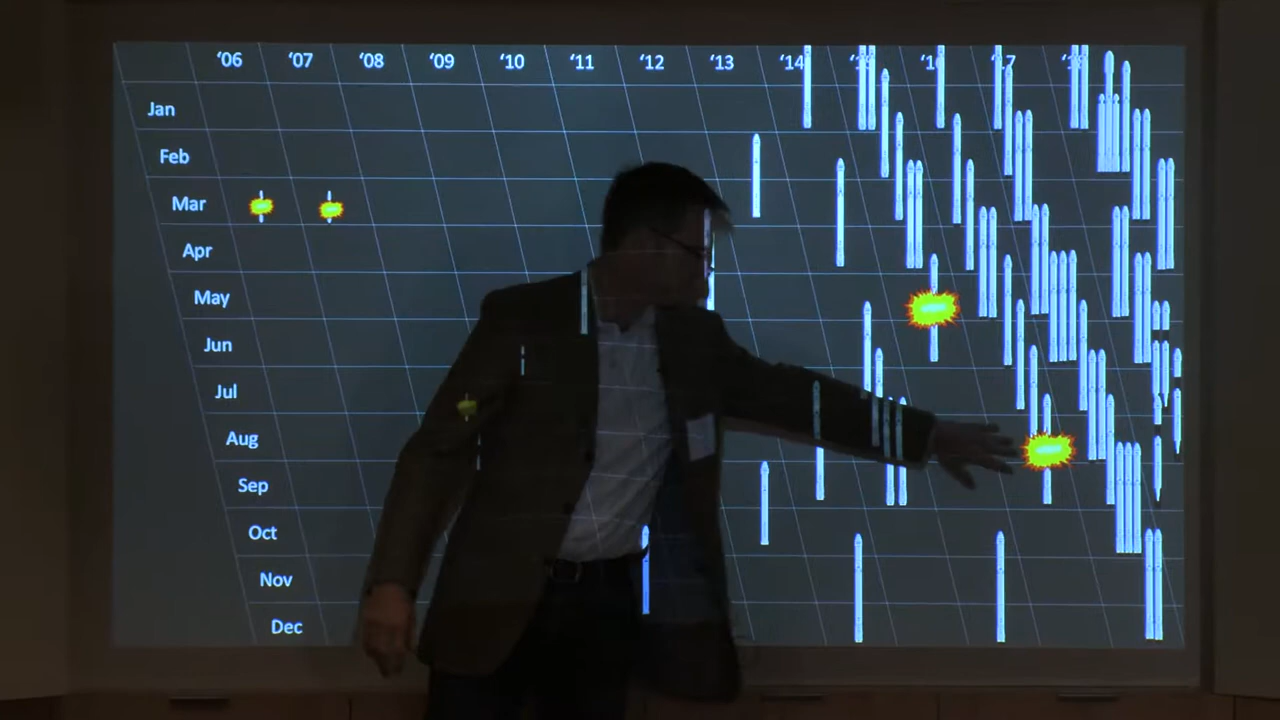 '06 '07 '08 '09 '10 '11 '12 '13 '14
Jan
Feb
Mar
Apr
May
Jun
Jul
Aug
Sep
Oct
Nov
Dec